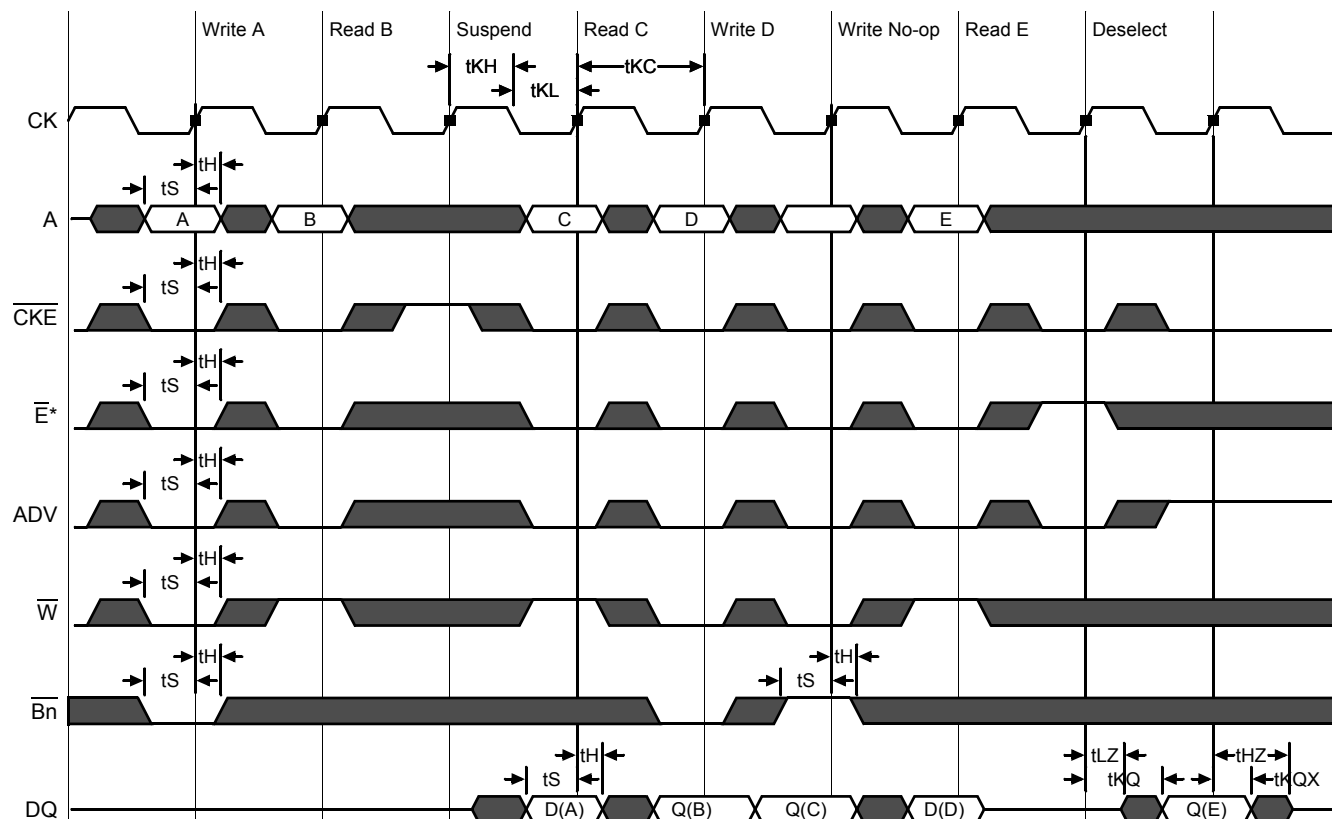 Write A Read B Suspend Read C Write D Write No-op Read E Deselect
tKH tKC
tKL
CK
tH
tS
A A B C D E
tH
tS
CKE
tH
tS
E*
tH
tS
ADV
tH
tS
W
tH tH
tS tS
Bn
tH tLZ tHZ
tS tKQ tKQX
DQ D(A) Q(B) Q(C) D(D) Q(E)